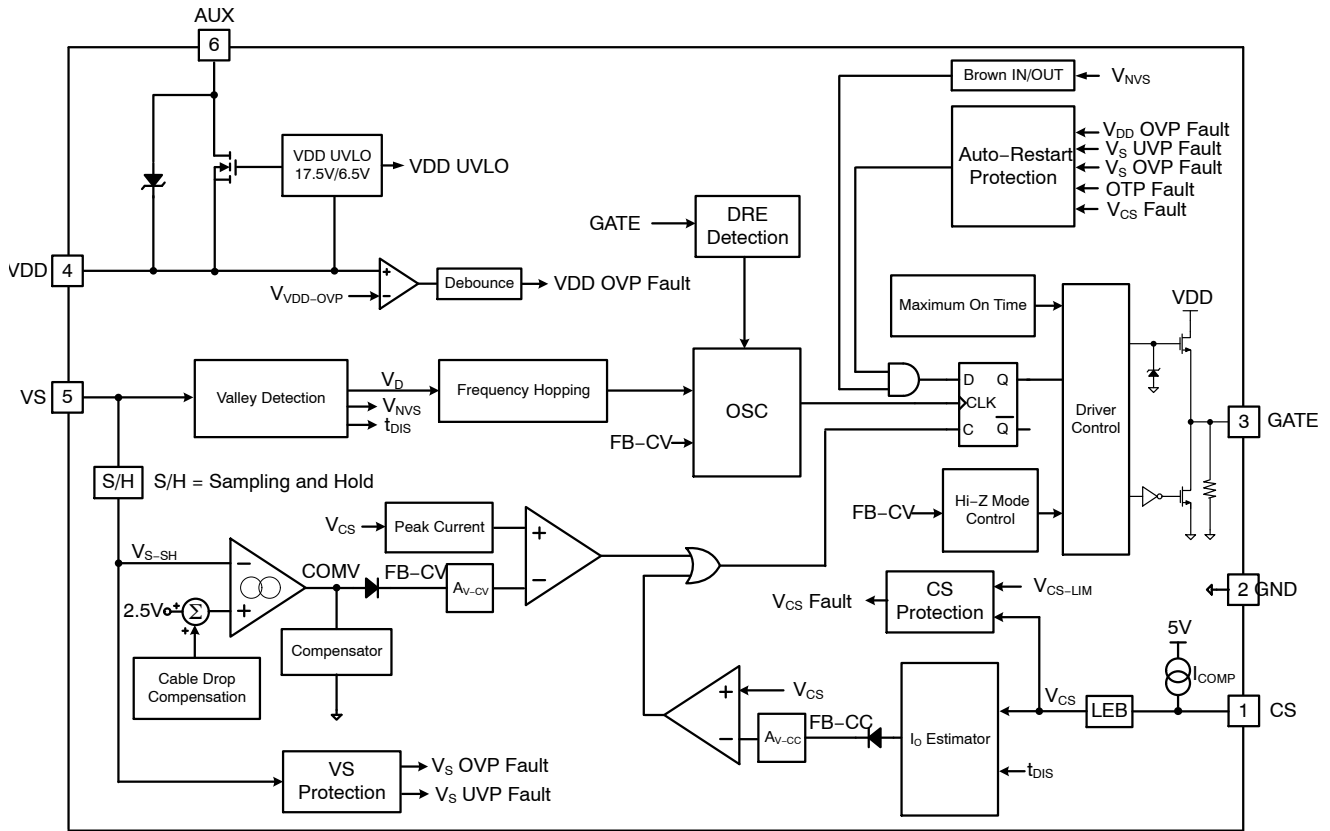 AUX
6
Brown IN/OUT
VNVS
VDD UVLO
17.5V/6.5V
VDD UVLO
Auto−Restart
Protection
VDD OVP Fault
VS UVP Fault
VS OVP Fault
OTP Fault
VCS Fault
GATE
DRE
Detection
VDD
4
VVDD−OVP
+
−
Debounce
VDD OVP Fault
Maximum On Time
VDD
VS
5
Valley Detection
VD
VNVS
tDIS
Frequency Hopping
FB−CV
OSC
D
Q
CLK
C
Q
Driver
Control
3
GATE
S/H
S/H = Sampling and Hold
VCS
Peak Current
+
−
FB−CV
Hi−Z Mode
Control
VS−SH
−
+
COMV
FB−CV
AV−CV
2.5V
+
Σ
+
Compensator
Cable Drop
Compensation
VCS Fault
CS
Protection
VCS−LIM
2
GND
5V
ICOMP
+
−
VCS
AV−CC
FB−CC
IO Estimator
VCS
LEB
1
CS
tDIS
VS
Protection
VS OVP Fault
VS UVP Fault